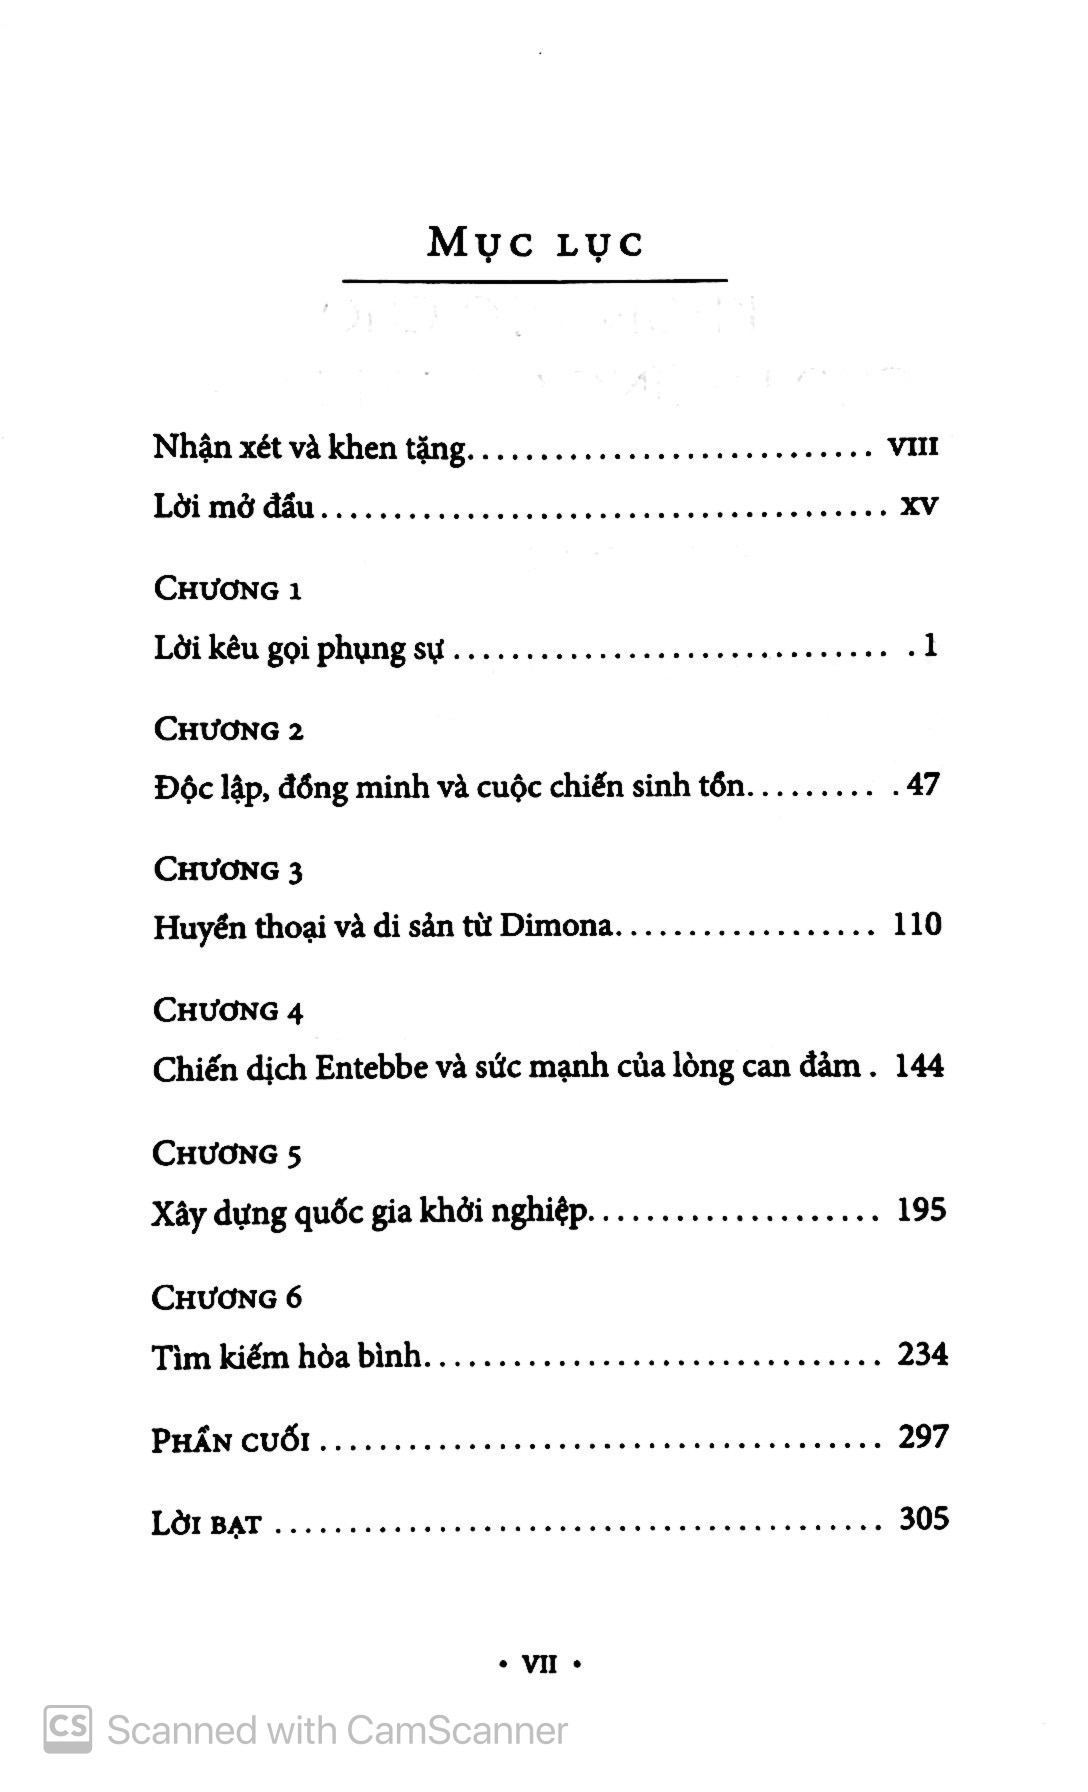 Mục lục
Nhận xét và khen tặng............................ VIII
Lời mở đầu....................................... XV
Chương 1
Lời kêu gọi phụng sự .............................. . 1
Chương 2
Độc lập, đồng minh và cuộc chiến sinh tồn......... . 47
Chương 3
Huyền thoại và di sản từ Dimona.................. 110
Chương 4
Chiến dịch Entebbe và sức mạnh của lòng can đảm . 144
Chương 5
Xây dựng quốc gia khởi nghiệp.................... 195
Chương 6
Tìm kiếm hòa bình............................... 234
Phần cuối ....................................... 297
Lời bạt .......................................... 305
• VII •
CS Scanned with CamScanner